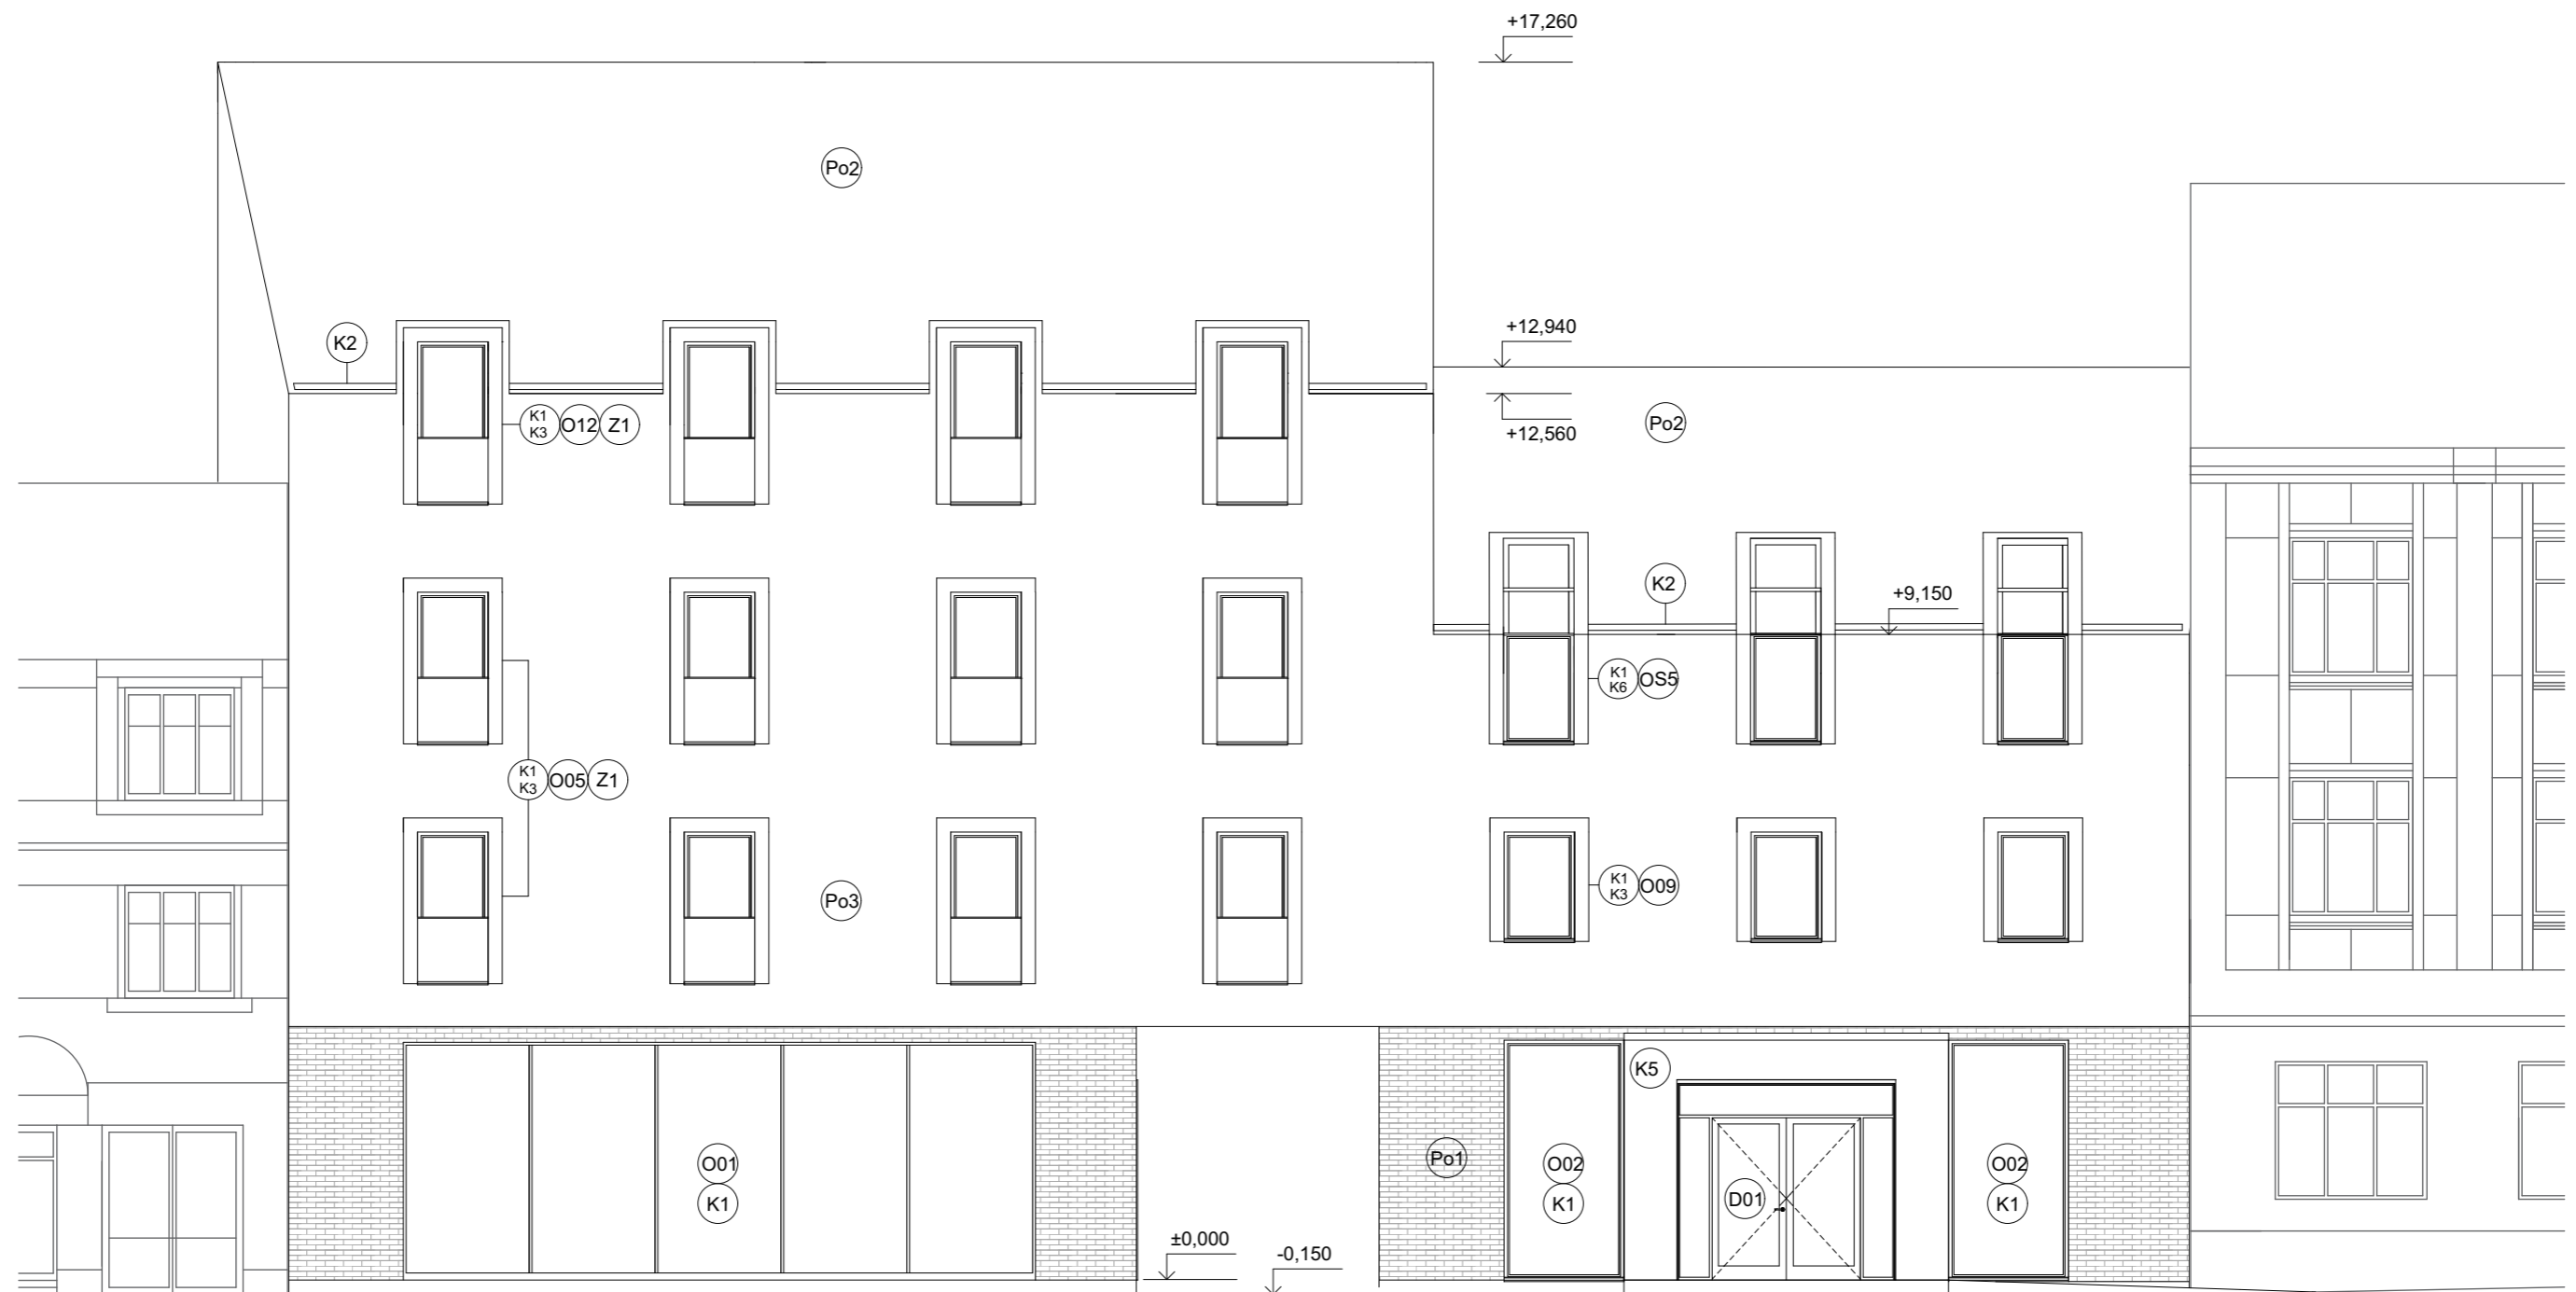 +17,260
Po2
+12,940
K2
K1
K3
O12
Z1
Po2
+12,560
K2
+9,150
K1
K6
OS5
K1
K3
O05
Z1
Po3
K1
K3
O09
K5
Po1
O01
K1
O02
K1
D01
O02
K1
±0,000
-0,150